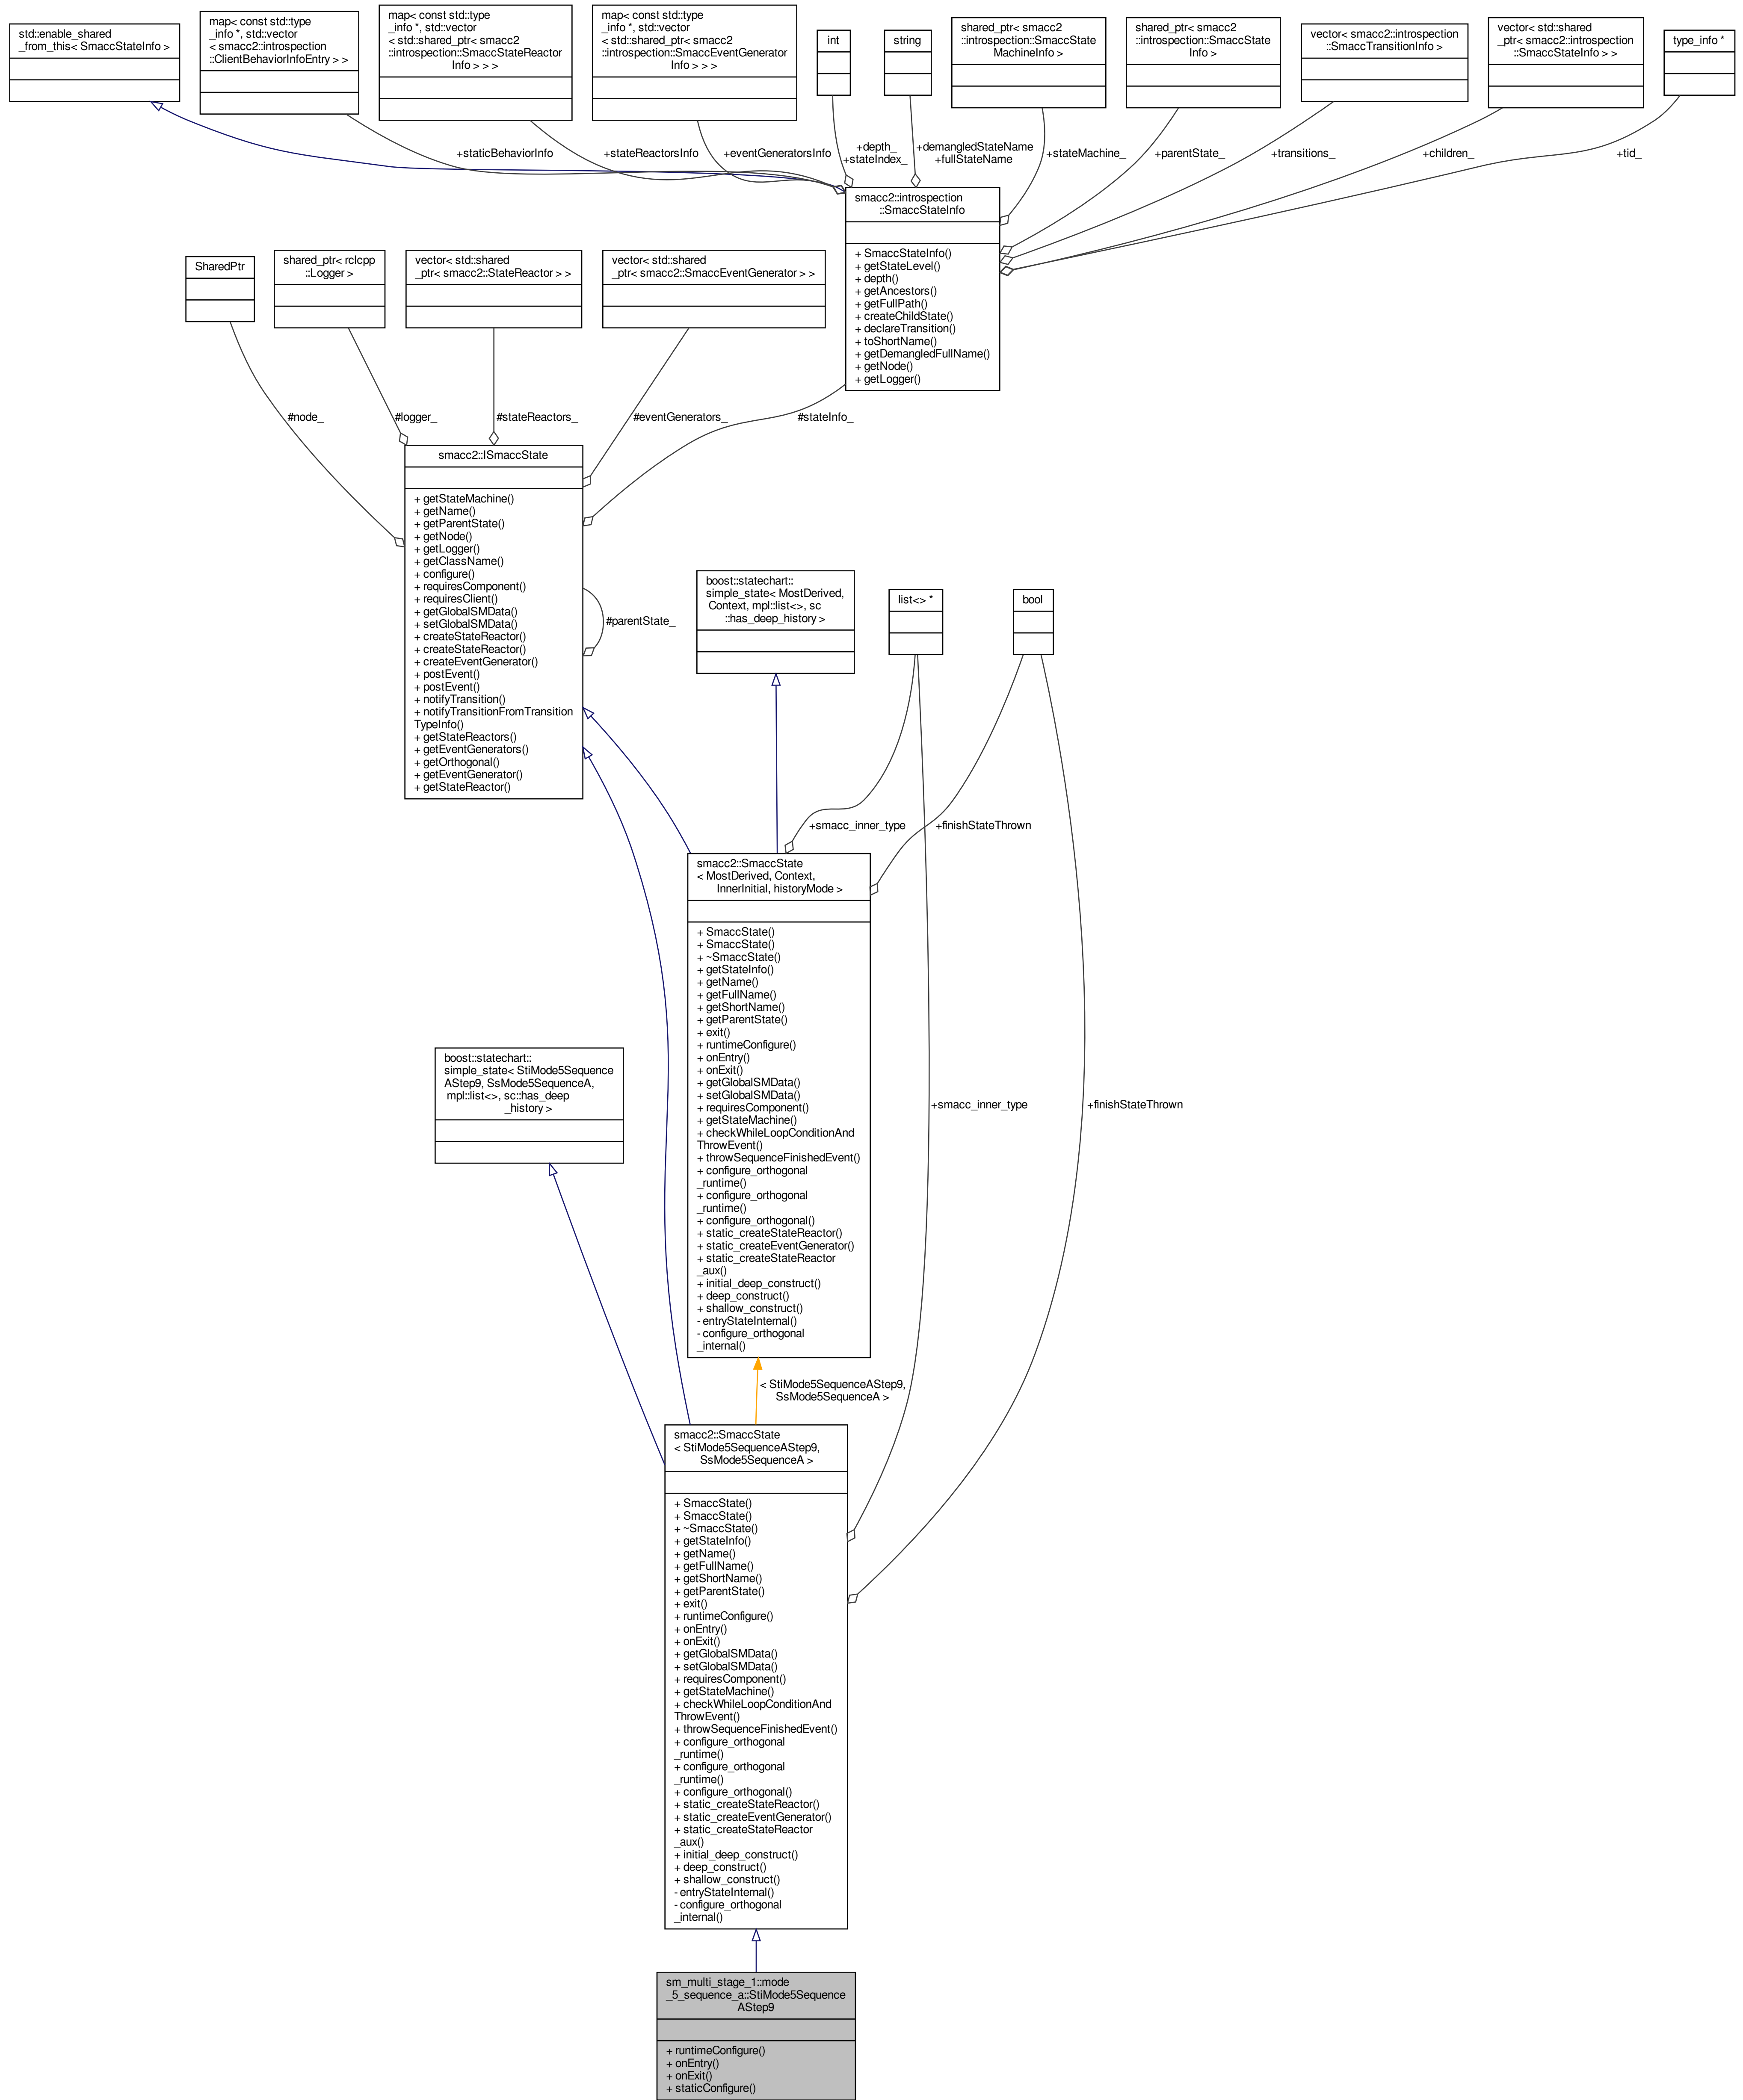 std::enable_shared
_from_this< SmaccStateInfo >
map< const std::type
_info *, std::vector
< smacc2::introspection
::ClientBehaviorInfoEntry > >
map< const std::type
_info *, std::vector
< std::shared_ptr< smacc2
::introspection::SmaccStateReactor
Info > > >
map< const std::type
_info *, std::vector
< std::shared_ptr< smacc2
::introspection::SmaccEventGenerator
Info > > >
int
string
shared_ptr< smacc2
::introspection::SmaccState
MachineInfo >
shared_ptr< smacc2
::introspection::SmaccState
Info >
vector< smacc2::introspection
::SmaccTransitionInfo >
vector< std::shared
_ptr< smacc2::introspection
::SmaccStateInfo > >
type_info *
+staticBehaviorInfo
+stateReactorsInfo
+eventGeneratorsInfo
+depth_
+stateIndex_
+demangledStateName
+fullStateName
+stateMachine_
+parentState_
+transitions_
+children_
+tid_
smacc2::introspection
::SmaccStateInfo
+ SmaccStateInfo()
+ getStateLevel()
+ depth()
+ getAncestors()
+ getFullPath()
+ createChildState()
+ declareTransition()
+ toShortName()
+ getDemangledFullName()
+ getNode()
+ getLogger()
SharedPtr
shared_ptr< rclcpp
::Logger >
vector< std::shared
_ptr< smacc2::StateReactor > >
vector< std::shared
_ptr< smacc2::SmaccEventGenerator > >
#node_
#logger_
#stateReactors_
#eventGenerators_
#stateInfo_
smacc2::ISmaccState
+ getStateMachine()
+ getName()
+ getParentState()
+ getNode()
+ getLogger()
+ getClassName()
+ configure()
+ requiresComponent()
+ requiresClient()
+ getGlobalSMData()
+ setGlobalSMData()
+ createStateReactor()
+ createStateReactor()
+ createEventGenerator()
+ postEvent()
+ postEvent()
+ notifyTransition()
+ notifyTransitionFromTransition
TypeInfo()
+ getStateReactors()
+ getEventGenerators()
+ getOrthogonal()
+ getEventGenerator()
+ getStateReactor()
#parentState_
boost::statechart::
simple_state< MostDerived,
Context, mpl::list<>, sc
::has_deep_history >
list<> *
bool
+smacc_inner_type
+finishStateThrown
smacc2::SmaccState
< MostDerived, Context,
InnerInitial, historyMode >
+ SmaccState()
+ SmaccState()
+ ~SmaccState()
+ getStateInfo()
+ getName()
+ getFullName()
+ getShortName()
+ getParentState()
+ exit()
+ runtimeConfigure()
+ onEntry()
+ onExit()
+ getGlobalSMData()
+ setGlobalSMData()
+ requiresComponent()
+ getStateMachine()
+ checkWhileLoopConditionAnd
ThrowEvent()
+ throwSequenceFinishedEvent()
+ configure_orthogonal
_runtime()
+ configure_orthogonal
_runtime()
+ configure_orthogonal()
+ static_createStateReactor()
+ static_createEventGenerator()
+ static_createStateReactor
_aux()
+ initial_deep_construct()
+ deep_construct()
+ shallow_construct()
- entryStateInternal()
- configure_orthogonal
_internal()
boost::statechart::
simple_state< StiMode5Sequence
AStep9, SsMode5SequenceA,
mpl::list<>, sc::has_deep
_history >
+smacc_inner_type
+finishStateThrown
< StiMode5SequenceAStep9,
SsMode5SequenceA >
smacc2::SmaccState
< StiMode5SequenceAStep9,
SsMode5SequenceA >
+ SmaccState()
+ SmaccState()
+ ~SmaccState()
+ getStateInfo()
+ getName()
+ getFullName()
+ getShortName()
+ getParentState()
+ exit()
+ runtimeConfigure()
+ onEntry()
+ onExit()
+ getGlobalSMData()
+ setGlobalSMData()
+ requiresComponent()
+ getStateMachine()
+ checkWhileLoopConditionAnd
ThrowEvent()
+ throwSequenceFinishedEvent()
+ configure_orthogonal
_runtime()
+ configure_orthogonal
_runtime()
+ configure_orthogonal()
+ static_createStateReactor()
+ static_createEventGenerator()
+ static_createStateReactor
_aux()
+ initial_deep_construct()
+ deep_construct()
+ shallow_construct()
- entryStateInternal()
- configure_orthogonal
_internal()
sm_multi_stage_1::mode
_5_sequence_a::StiMode5Sequence
AStep9
+ runtimeConfigure()
+ onEntry()
+ onExit()
+ staticConfigure()